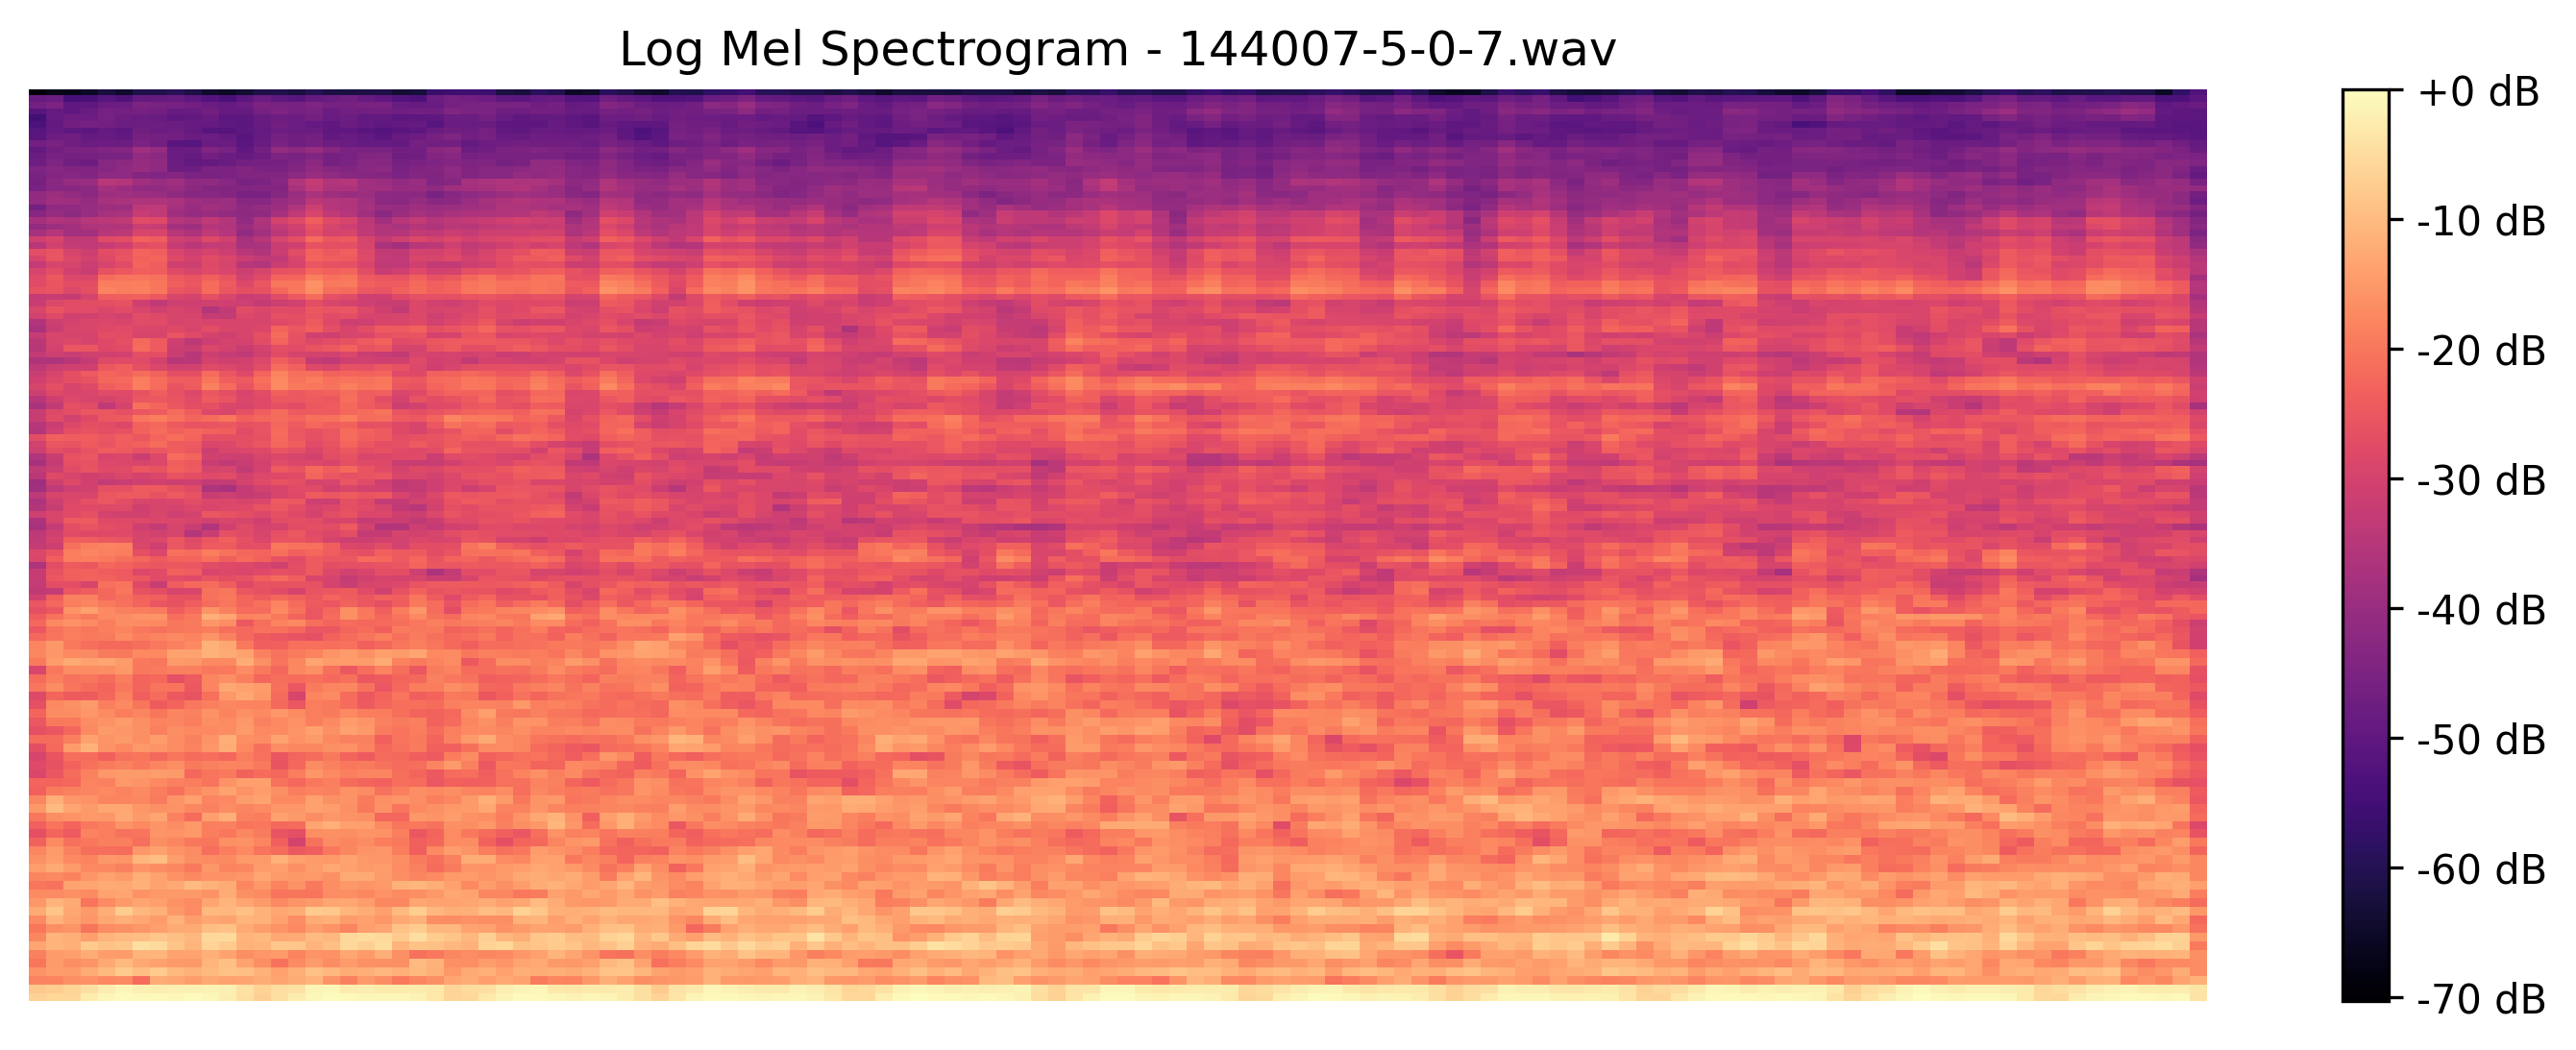 Log Mel Spectrogram - 144007-5-0-7.wav
+0 dB
-10 dB
-20 dB
-30 dB
-40 dB
-50 dB
-60 dB
-70 dB